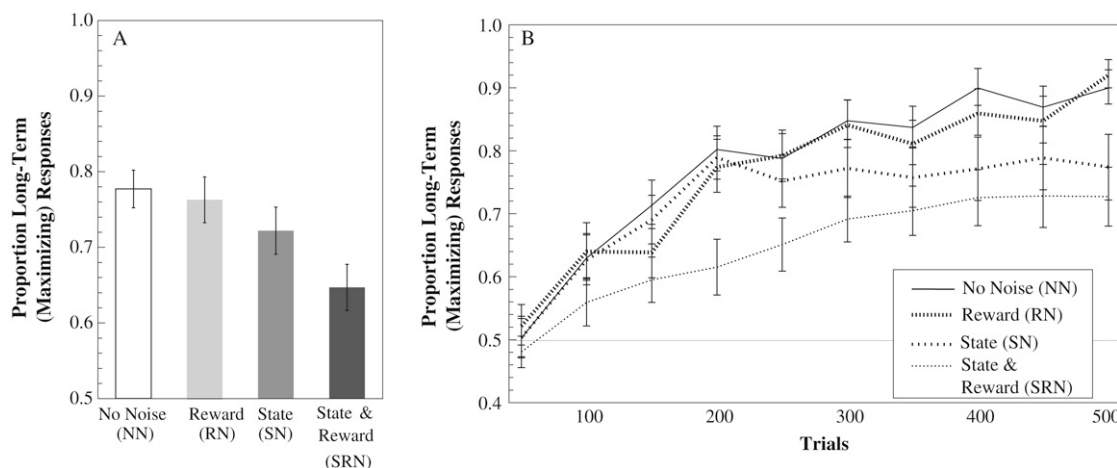 A
Proportion Long-Term
(Maximizing) Responses
1.0
0.9
0.8
0.7
0.6
0.5
No Noise
(NN)
Reward
(RN)
State
(SN)
State &
Reward
(SRN)
B
Proportion Long-Term
(Maximizing) Responses
1.0
0.9
0.8
0.7
0.6
0.5
0.4
100
200
300
400
500
Trials
No Noise (NN)
Reward (RN)
State (SN)
State &
Reward (SRN)